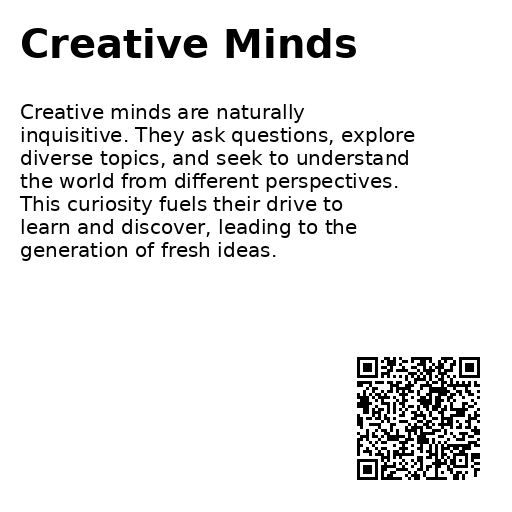 Creative Minds
Creative minds are naturally
inquisitive. They ask questions, explore
diverse topics, and seek to understand
the world from different perspectives.
This curiosity fuels their drive to
learn and discover, leading to the
generation of fresh ideas.